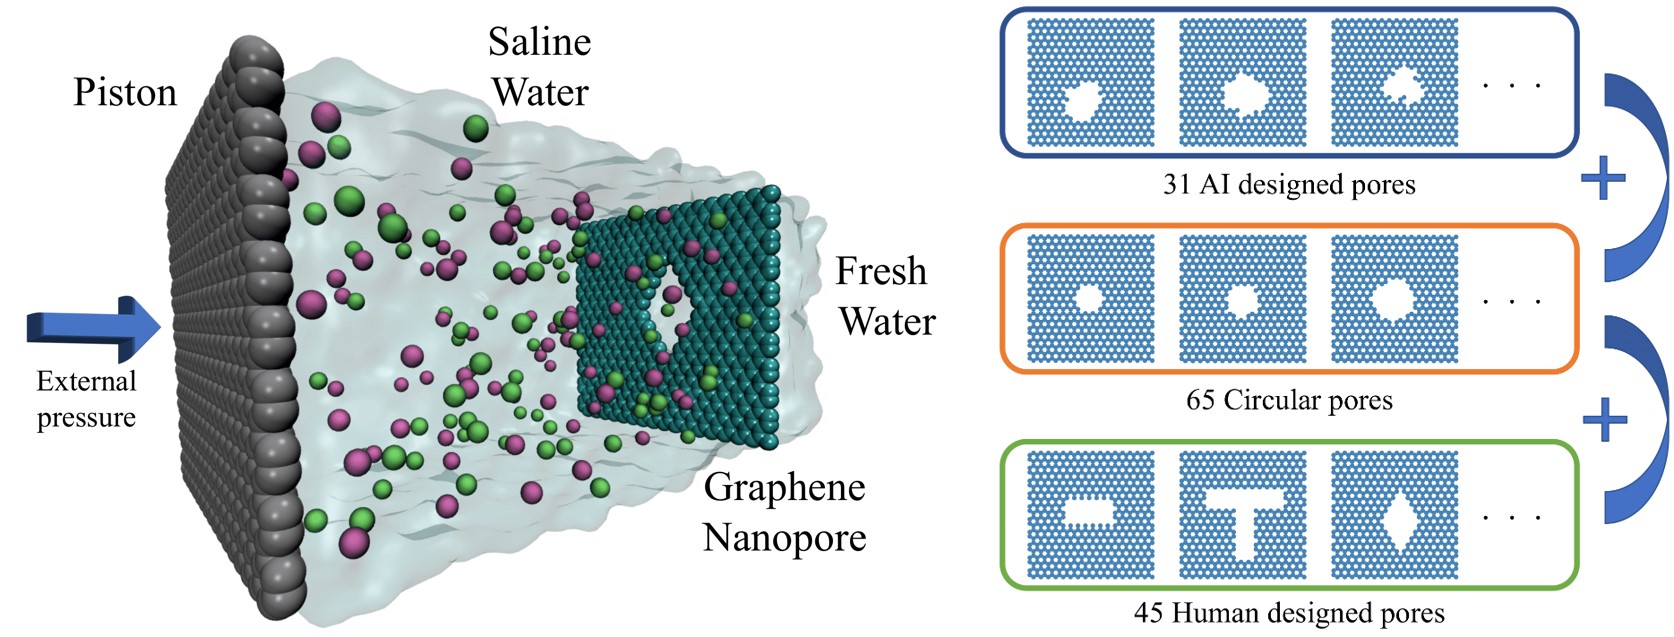 Piston
Saline
Water
External
pressure
Fresh
Water
Graphene
Nanopore
. . .
31 AI designed pores
+
. . .
65 Circular pores
+
. . .
45 Human designed pores